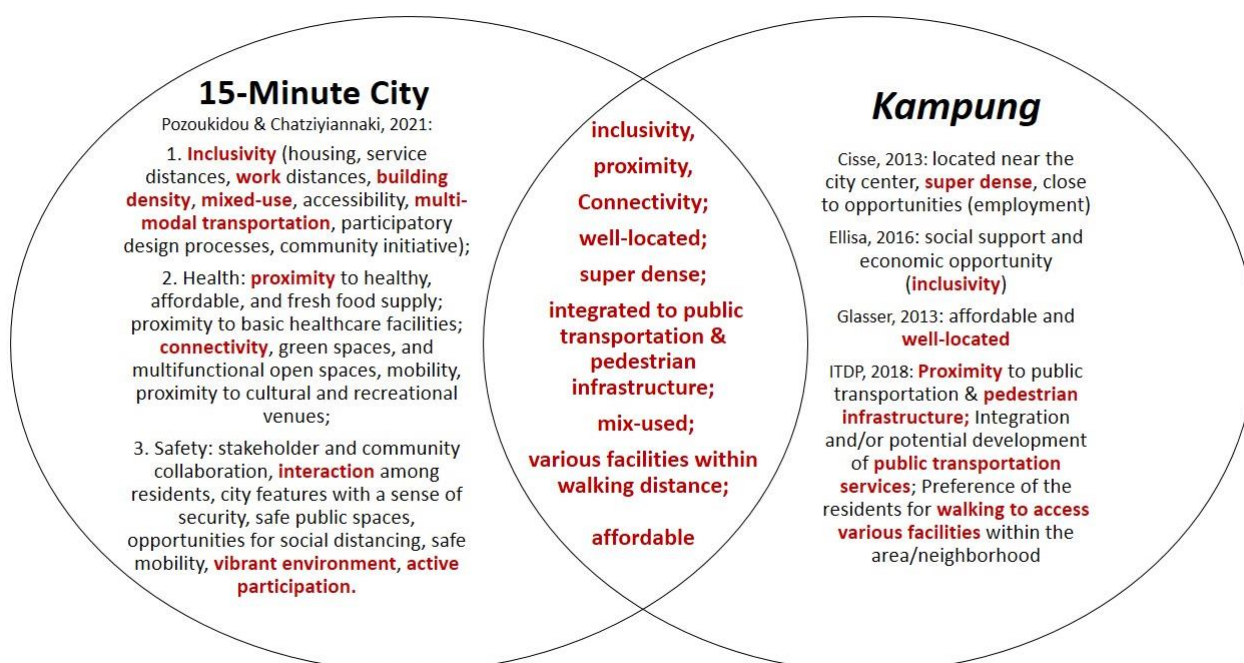 15-Minute City
Pozoukidou & Chatziyiannaki, 2021:
1. Inclusivity (housing, service
distances, work distances, building
density, mixed-use, accessibility, multi-
modal transportation, participatory
design processes, community initiative);
2. Health: proximity to healthy,
affordable, and fresh food supply;
proximity to basic healthcare facilities;
connectivity, green spaces, and
multifunctional open spaces, mobility,
proximity to cultural and recreational
venues;
3. Safety: stakeholder and community
collaboration, interaction among
residents, city features with a sense of
security, safe public spaces,
opportunities for social distancing, safe
mobility, vibrant environment, active
participation.
inclusivity,
proximity,
Connectivity;
well-located;
super dense;
integrated to public
transportation &
pedestrian
infrastructure;
mix-used;
various facilities within
walking distance;
affordable
Kampung
Cisse, 2013: located near the
city center, super dense, close
to opportunities (employment)
Ellisa, 2016: social support and
economic opportunity
(inclusivity)
Glasser, 2013: affordable and
well-located
ITDP, 2018: Proximity to public
transportation & pedestrian
infrastructure; Integration
and/or potential development
of public transportation
services; Preference of the
residents for walking to access
various facilities within the
area/neighborhood